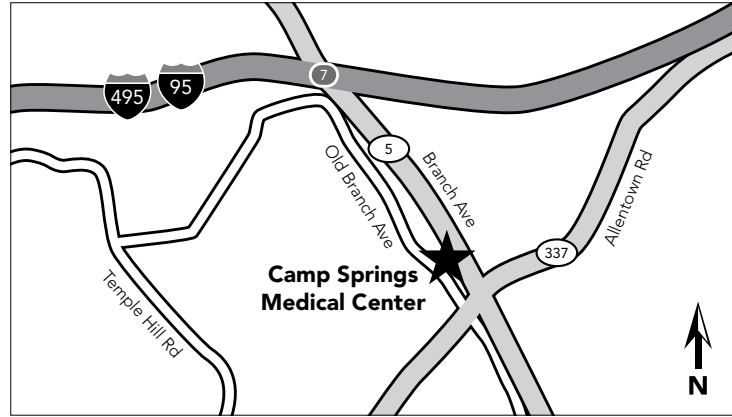 7
95
495
5
Old Branch Ave
Branch Ave
Allentown Rd
337
Camp Springs
Medical Center
Temple Hill Rd
N